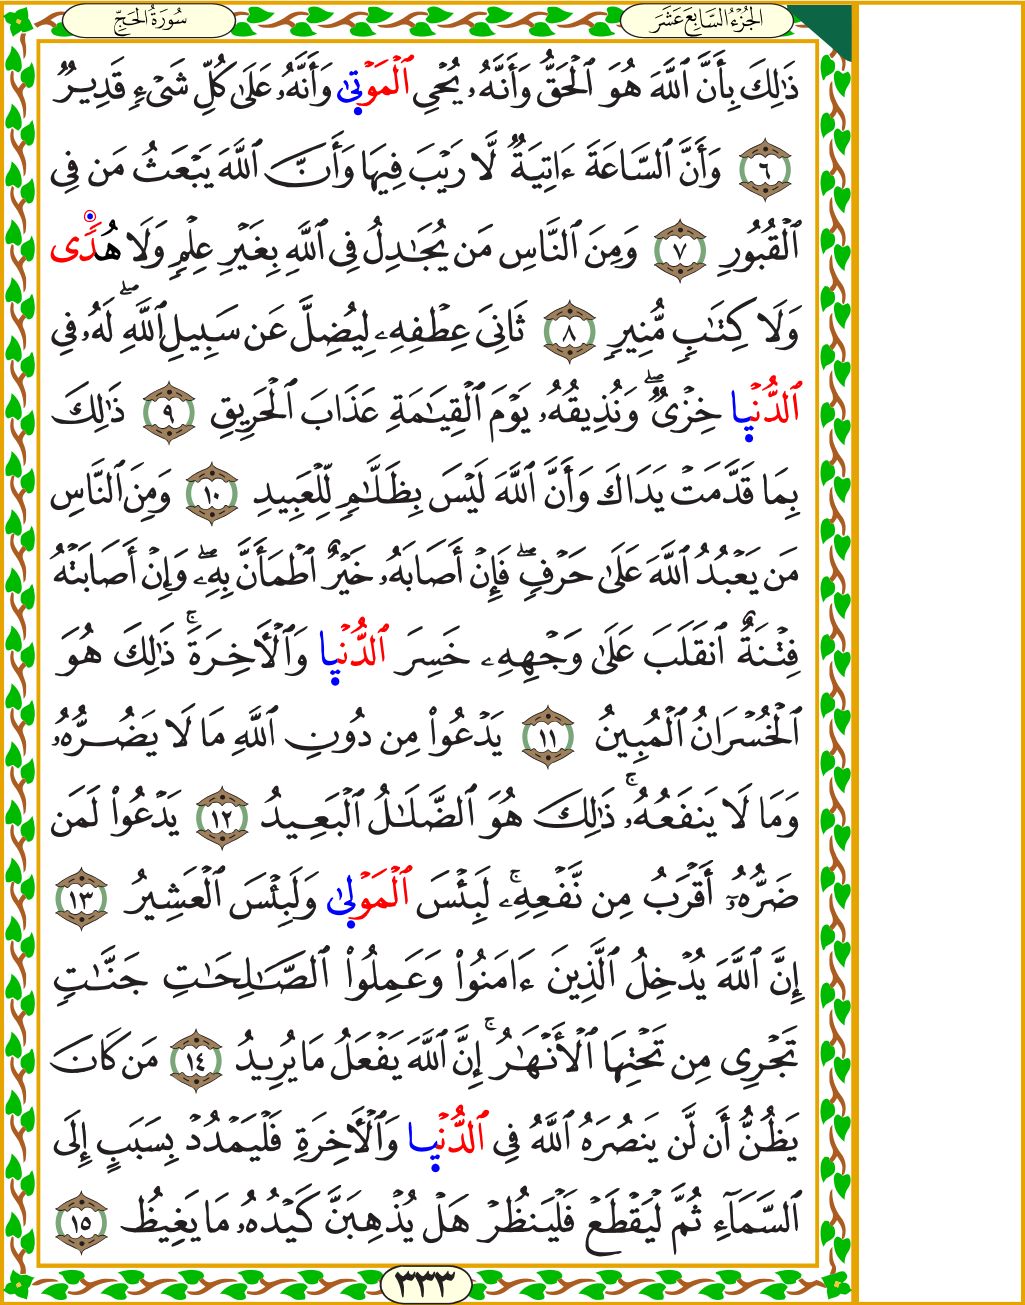 الجُزْءُ السَّابِعَ عَشَرَ
سُورَةُ الحَجِّ
ذَٰلِكَ بِأَنَّ ٱللَّهَ هُوَ ٱلْحَقُّ وَأَنَّهُۥ يُحْيِ ٱلْمَوْتٜىٰ وَأَنَّهُۥ عَلَىٰ كُلِّ شَىْءٍ قَدِيرٌ
٦ وَأَنَّ ٱلسَّاعَةَ ءَاتِيَةٌ لَّا رَيْبَ فِيهَا وَأَنَّ ٱللَّهَ يَبْعَثُ مَن فِى
ٱلْقُبُورِ ٧ وَمِنَ ٱلنَّاسِ مَن يُجَٰدِلُ فِى ٱللَّهِ بِغَيْرِ عِلْمٍ وَلَا هُدًى
وَلَا كِتَٰبٍ مُّنِيرٍ ٨ ثَانِىَ عِطْفِهِۦ لِيُضِلَّ عَن سَبِيلِ ٱللَّهِۖ لَهُۥ فِى
ٱلدُّنْيٜا خِزْىٌۖ وَنُذِيقُهُۥ يَوْمَ ٱلْقِيَٰمَةِ عَذَابَ ٱلْحَرِيقِ ٩ ذَٰلِكَ
بِمَا قَدَّمَتْ يَدَاكَ وَأَنَّ ٱللَّهَ لَيْسَ بِظَلَّٰمٍ لِّلْعَبِيدِ ١٠ وَمِنَ ٱلنَّاسِ
مَن يَعْبُدُ ٱللَّهَ عَلَىٰ حَرْفٍۖ فَإِنْ أَصَابَهُۥ خَيْرٌ ٱطْمَأَنَّ بِهِۦۖ وَإِنْ أَصَابَتْهُ
فِتْنَةٌ ٱنقَلَبَ عَلَىٰ وَجْهِهِۦ خَسِرَ ٱلدُّنْيٜا وَٱلْأَخِرَةَۚ ذَٰلِكَ هُوَ
ٱلْخُسْرَانُ ٱلْمُبِينُ ١١ يَدْعُوا۟ مِن دُونِ ٱللَّهِ مَا لَا يَضُرُّهُۥ
وَمَا لَا يَنفَعُهُۥۚ ذَٰلِكَ هُوَ ٱلضَّلَٰلُ ٱلْبَعِيدُ ١٢ يَدْعُوا۟ لَمَن
ضَرُّهُۥٓ أَقْرَبُ مِن نَّفْعِهِۦۚ لَبِئْسَ ٱلْمَوْلٜىٰ وَلَبِئْسَ ٱلْعَشِيرُ ١٣
إِنَّ ٱللَّهَ يُدْخِلُ ٱلَّذِينَ ءَامَنُوا۟ وَعَمِلُوا۟ ٱلصَّٰلِحَٰتِ جَنَّٰتٍ
تَجْرِى مِن تَحْتِهَا ٱلْأَنْهَٰرُۚ إِنَّ ٱللَّهَ يَفْعَلُ مَا يُرِيدُ ١٤ مَن كَانَ
يَظُنُّ أَن لَّن يَنصُرَهُ ٱللَّهُ فِى ٱلدُّنْيٜا وَٱلْأَخِرَةِ فَلْيَمْدُدْ بِسَبَبٍ إِلَى
ٱلسَّمَآءِ ثُمَّ لْيَقْطَعْ فَلْيَنظُرْ هَلْ يُذْهِبَنَّ كَيْدُهُۥ مَا يَغِيظُ ١٥
٣٣٣